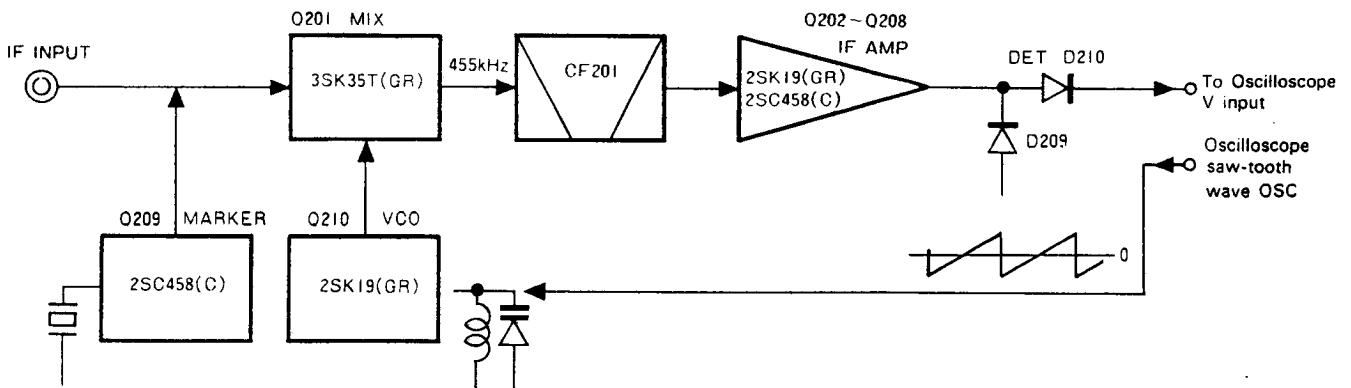 Q201 MIX
Q202~Q208
IF AMP
IF INPUT
3SK35T(GR)
455kHz
CF201
2SK19(GR)
2SC458(C)
DET D210
To Oscilloscope
V input
D209
Oscilloscope
saw-tooth
wave OSC
Q209 MARKER
Q210 VCO
2SC458(C)
2SK19(GR)
0